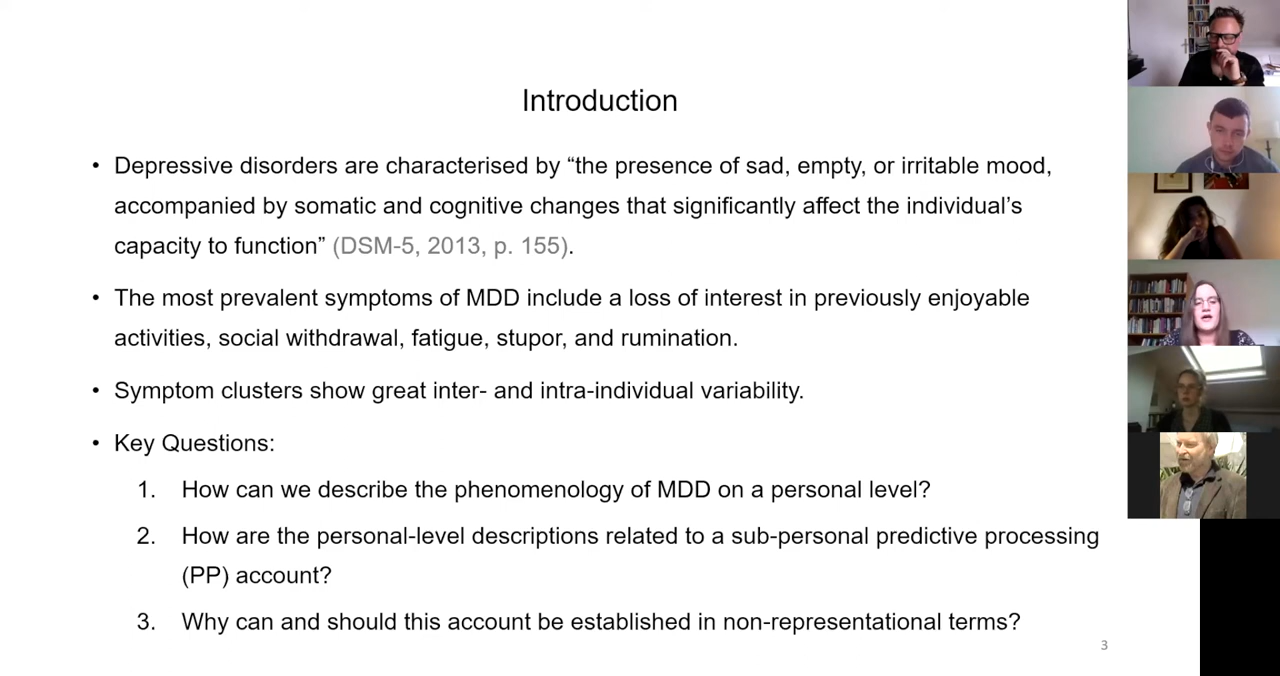 Introduction
• Depressive disorders are characterised by “the presence of sad, empty, or irritable mood,
accompanied by somatic and cognitive changes that significantly affect the individual’s
capacity to function” (DSM-5, 2013, p. 155).
• The most prevalent symptoms of MDD include a loss of interest in previously enjoyable
activities, social withdrawal, fatigue, stupor, and rumination.
• Symptom clusters show great inter- and intra-individual variability.
• Key Questions:
1. How can we describe the phenomenology of MDD on a personal level?
2. How are the personal-level descriptions related to a sub-personal predictive processing
(PP) account?
3. Why can and should this account be established in non-representational terms?
3